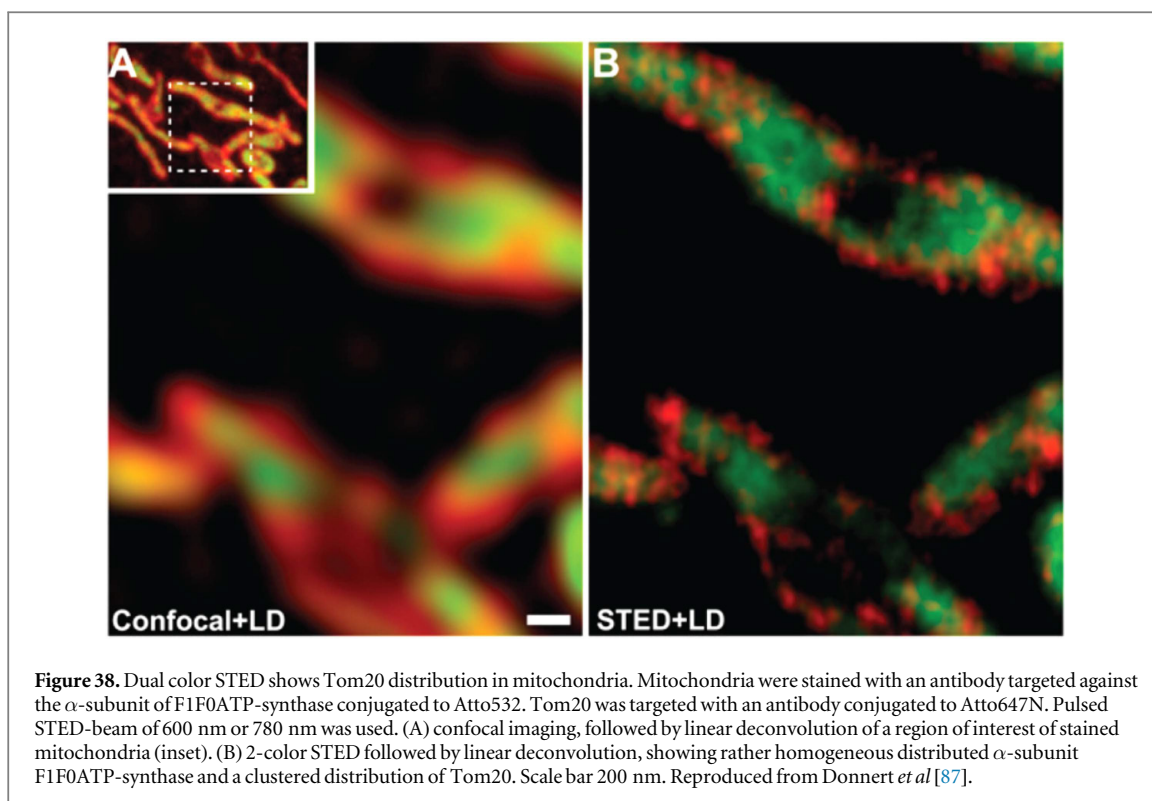 A
B
Confocal+LD
STED+LD
Figure 38. Dual color STED shows Tom20 distribution in mitochondria. Mitochondria were stained with an antibody targeted against
the α-subunit of F1F0ATP-synthase conjugated to Atto532. Tom20 was targeted with an antibody conjugated to Atto647N. Pulsed
STED-beam of 600 nm or 780 nm was used. (A) confocal imaging, followed by linear deconvolution of a region of interest of stained
mitochondria (inset). (B) 2-color STED followed by linear deconvolution, showing rather homogeneous distributed α-subunit
F1F0ATP-synthase and a clustered distribution of Tom20. Scale bar 200 nm. Reproduced from Donnert et al [87].